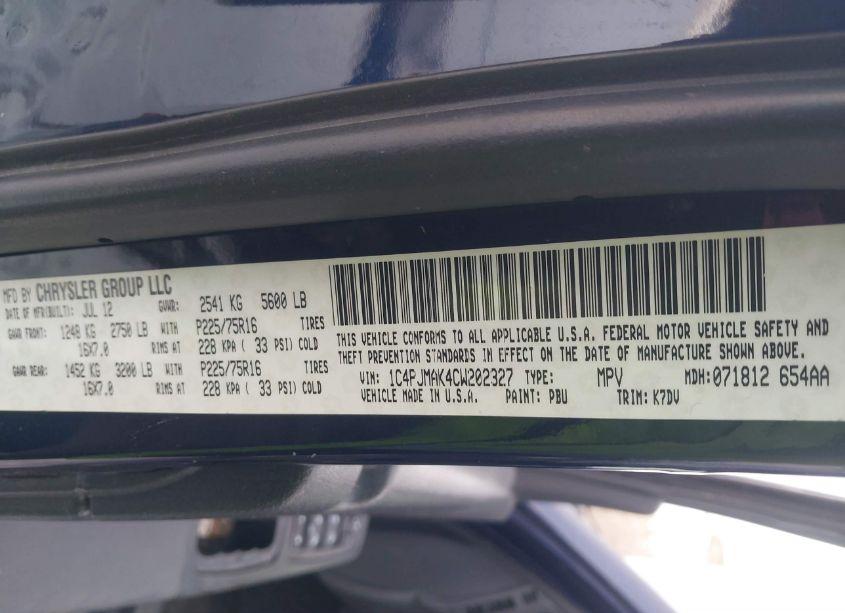 MFD BY CHRYSLER GROUP LLC
DATE OF MFR(BUILT): JUL 12 GVWR: 2541 KG 5600 LB
GAWR FRONT: 1248 KG 2750 LB WITH P225/75R16 TIRES
16X7.0 RIMS AT 228 KPA ( 33 PSI) COLD
GAWR REAR: 1452 KG 3200 LB WITH P225/75R16 TIRES
16X7.0 RIMS AT 228 KPA ( 33 PSI) COLD
THIS VEHICLE CONFORMS TO ALL APPLICABLE U.S.A. FEDERAL MOTOR VEHICLE SAFETY AND
THEFT PREVENTION STANDARDS IN EFFECT ON THE DATE OF MANUFACTURE SHOWN ABOVE.
VIN: 1C4PJMAK4CW202327 TYPE: MPV MDH:071812 654AA
VEHICLE MADE IN U.S.A. PAINT: PBU TRIM: K7DV